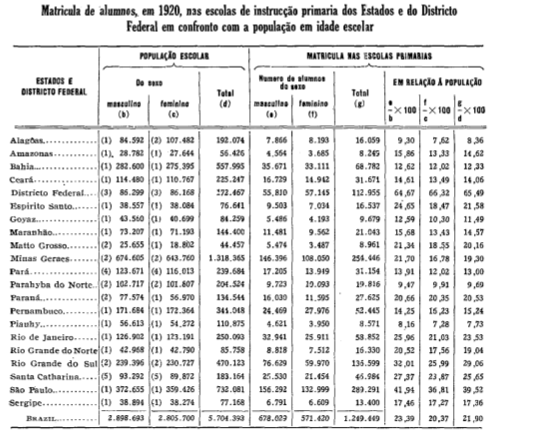 Matricula de alumnos, em 1920, nas escolas de instrucção primaria dos Estados e do Districto
Federal em confronto com a população em idade escolar
ESTADOS E DISTRICTO FEDERAL POPULAÇÃO ESCOLAR MATRICULA NAS ESCOLAS PRIMARIAS
Do sexo Total (d) Numero de alumnos do sexo Total (g) EM RELAÇÃO Á POPULAÇÃO
masculino (b) feminino (c) masculino (e) feminino (f) e/b ×100 f/c ×100 g/d ×100
Alagôas (1) 84.592 (2) 107.482 192.074 7.866 8.193 16.059 9,30 7,62 8,36
Amazonas (1) 28.782 (1) 27.644 56.426 4.564 3.685 8.249 15,86 13,33 14,62
Bahia (1) 282.600 (1) 275.395 557.995 35.671 33.111 68.782 12,62 12,02 12,33
Ceará (1) 114.480 (1) 110.767 225.247 16.729 14.942 31.671 14,61 13,49 14,06
Districto Federal (3) 86.299 (3) 86.168 172.467 55.810 57.145 112.955 64,67 66,32 65,49
Espirito Santo (1) 38.557 (1) 38.084 76.641 9.503 7.034 16.537 24,65 18,47 21,58
Goyaz (1) 43.560 (1) 40.699 84.259 5.486 4.193 9.679 12,59 10,30 11,49
Maranhão (1) 73.207 (1) 71.193 144.400 11.481 9.562 21.043 15,68 13,43 14,57
Matto Grosso (2) 25.655 (1) 18.802 44.457 5.474 3.487 8.961 21,34 18,55 20,16
Minas Geraes (2) 674.605 (2) 643.760 1.318.365 146.396 108.050 254.446 21,70 16,78 19,30
Pará (4) 123.671 (4) 116.013 239.684 17.205 13.949 31.154 13,91 12,02 13,00
Parahyba do Norte (2) 102.717 (2) 101.807 204.524 9.723 10.093 19.816 9,47 9,91 9,69
Paraná (2) 77.574 (1) 56.970 134.544 16.030 11.595 27.625 20,66 20,35 20,53
Pernambuco (1) 171.684 (1) 172.364 24.469 27.976 52.445 14,25 16,23 15,24
Piauhy (1) 56.613 (1) 54.272 110.875 4.621 3.950 8.571 8,16 7,28 7,73
Rio de Janeiro (1) 126.902 (1) 123.191 250.093 32.941 25.911 58.852 25,96 21,03 23,53
Rio Grande do Norte (1) 42.968 (1) 42.790 85.758 8.818 7.512 16.330 20,52 17,56 19,04
Rio Grande do Sul (2) 239.396 (2) 230.727 470.123 76.629 59.970 136.599 32,01 25,99 29,06
Santa Catharina (5) 93.292 (5) 89.872 183.164 25.530 21.454 46.984 27,37 23,87 25,65
São Paulo (1) 372.655 (1) 359.426 732.081 156.292 132.999 289.291 41,94 36,81 39,52
Sergipe (1) 38.894 (1) 38.274 77.168 6.791 6.609 13.400 17,46 17,27 17,36
BRAZIL 2.898.693 2.805.700 5.704.393 678.029 571.420 1.249.449 23,39 20,37 21,90